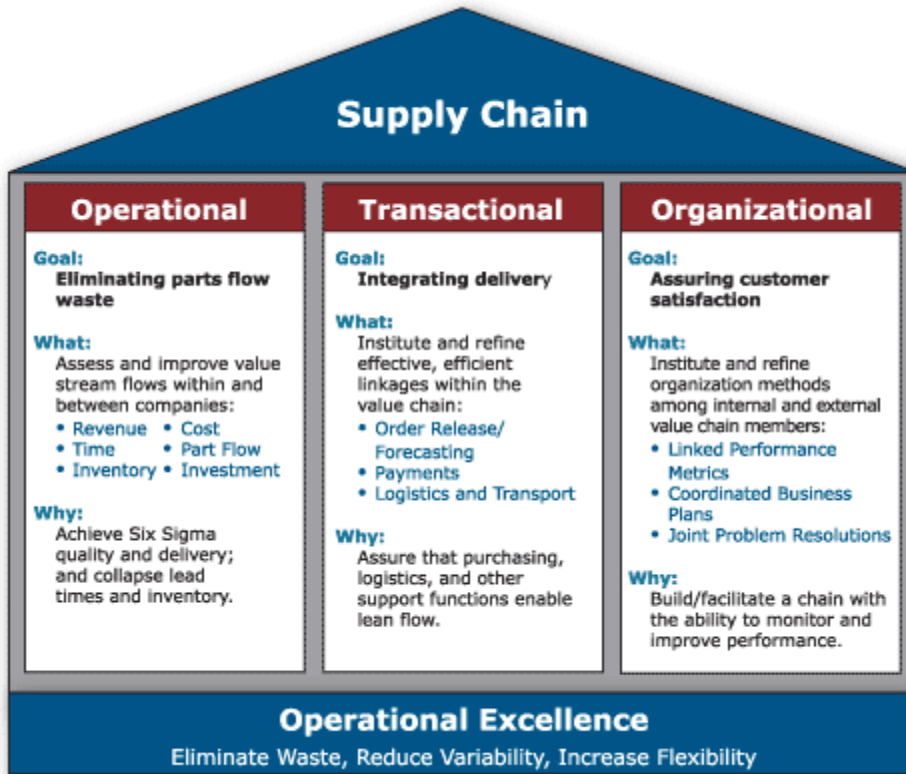 Supply Chain
Operational
Goal:
Eliminating parts flow
waste
What:
Assess and improve value
stream flows within and
between companies:
• Revenue • Cost
• Time • Part Flow
• Inventory • Investment
Why:
Achieve Six Sigma
quality and delivery;
and collapse lead
times and inventory.
Transactional
Goal:
Integrating delivery
What:
Institute and refine
effective, efficient
linkages within the
value chain:
• Order Release/
Forecasting
• Payments
• Logistics and Transport
Why:
Assure that purchasing,
logistics, and other
support functions enable
lean flow.
Organizational
Goal:
Assuring customer
satisfaction
What:
Institute and refine
organization methods
among internal and external
value chain members:
• Linked Performance
Metrics
• Coordinated Business
Plans
• Joint Problem Resolutions
Why:
Build/facilitate a chain with
the ability to monitor and
improve performance.
Operational Excellence
Eliminate Waste, Reduce Variability, Increase Flexibility